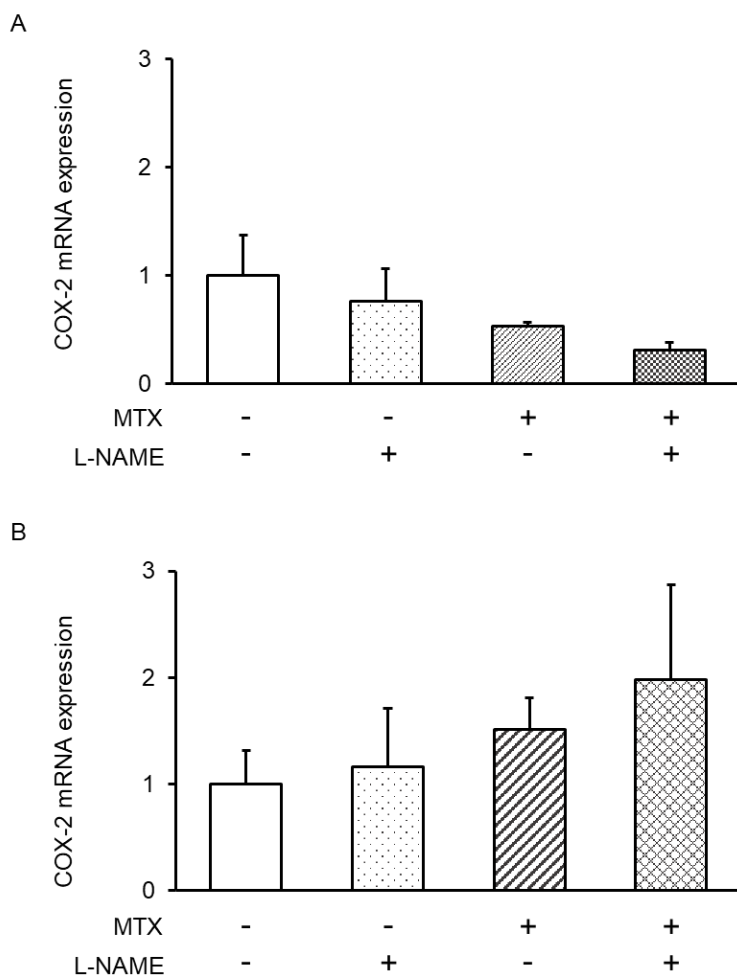 A
COX-2 mRNA expression
3
2
1
0
MTX - - + +
L-NAME - + - +
B
COX-2 mRNA expression
3
2
1
0
MTX - - + +
L-NAME - + - +